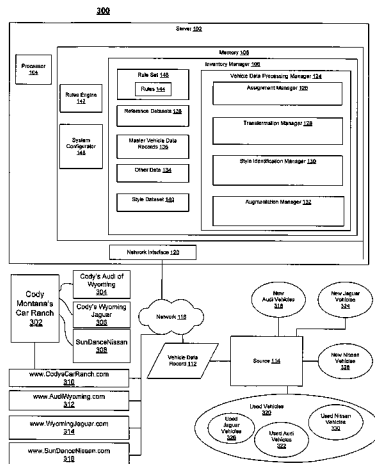 300
Server 102
Processor 104
Memory 108
Inventory Manager 106
Rules Engine 142
System Configurator 148
Rule Set 146
Rules 144
Reference Datasets 138
Master Vehicle Data Records 136
Other Data 134
Style Dataset 140
Vehicle Data Processing Manager 124
Assignment Manager 126
Transformation Manager 128
Style Identification Manager 130
Augmentation Manager 132
Network Interface 120
Cody Montana's Car Ranch 302
Cody's Audi of Wyoming 304
Cody's Wyoming Jaguar 306
SunDanceNissan 308
www.CodysCarRanch.com 310
www.AudiWyoming.com 312
www.WyomingJaguar.com 314
www.SunDanceNissan.com 316
Network 118
Vehicle Data Record 112
Source 114
New Audi Vehicles 318
New Jaguar Vehicles 324
New Nissan Vehicles 328
Used Vehicles 320
Used Jaguar Vehicles 326
Used Audi Vehicles 322
Used Nissan Vehicles 330